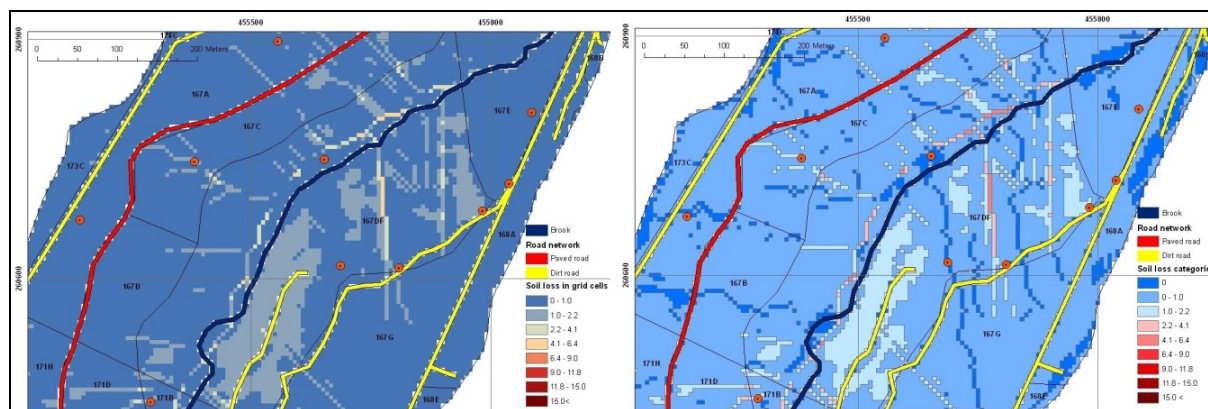 455500
455800
260900
0 50 100 200 Meters
171C
168B
167A
167C
167E
173C
167DF
168A
260600
167B
167G
171H
171D
171B
168E
Brook
Road network
Paved road
Dirt road
Soil loss in grid cells
0 - 1.0
1.0 - 2.2
2.2 - 4.1
4.1 - 6.4
6.4 - 9.0
9.0 - 11.8
11.8 - 15.0
15.0<
455500
455800
260900
0 50 100 200 Meters
167A
167C
173C
167DF
168A
260600
167B
167G
171H
171D
171B
Brook
Road network
Paved road
Dirt road
Soil loss categorie
0
0 - 1.0
1.0 - 2.2
2.2 - 4.1
4.1 - 6.4
6.4 - 9.0
9.0 - 11.8
11.8 - 15.0
15.0<